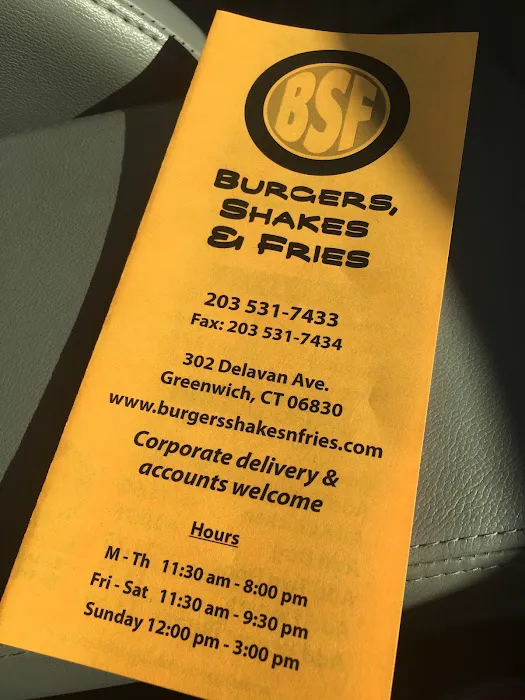 BSF
BURGERS,
SHAKES
& FRIES
203 531-7433
Fax: 203 531-7434
302 Delavan Ave.
Greenwich, CT 06830
www.burgersshakesnfries.com
Corporate delivery &
accounts welcome
Hours
M - Th 11:30 am - 8:00 pm
Fri - Sat 11:30 am - 9:30 pm
Sunday 12:00 pm - 3:00 pm